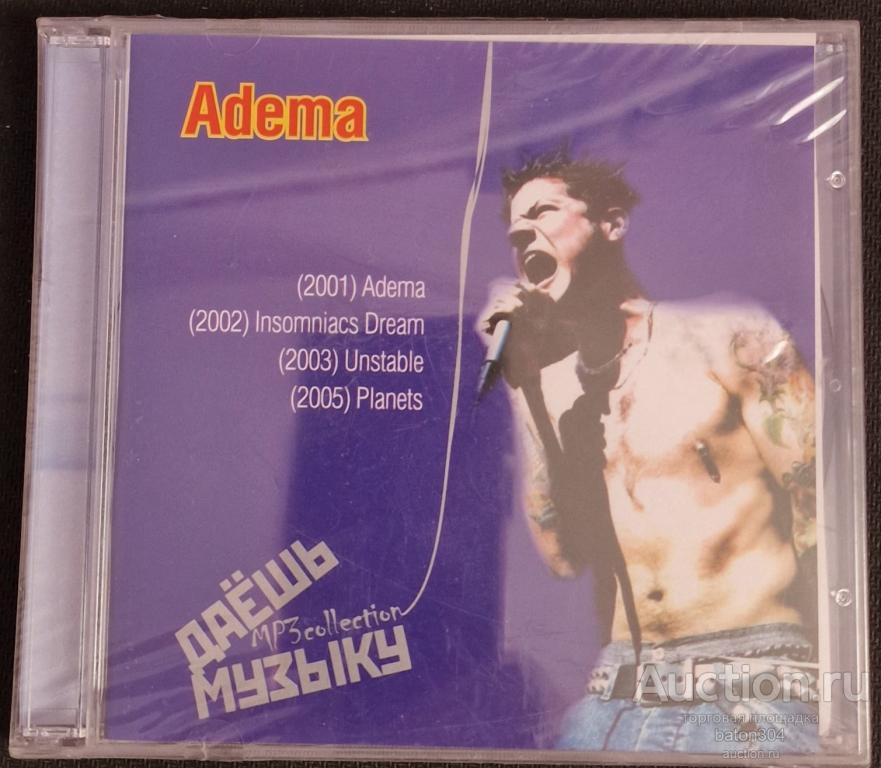 Adema
(2001) Adema
(2002) Insomniacs Dream
(2003) Unstable
(2005) Planets
ДАЁШЬ
MP3collection
МУЗЫКУ
Auction.ru
торговая площадка
baton304
auction.ru